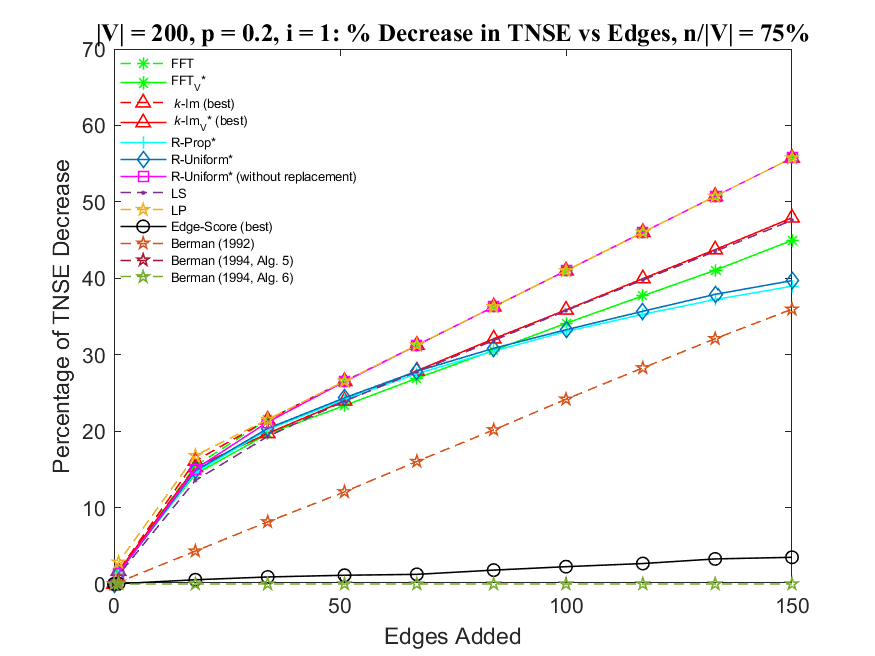 |V| = 200, p = 0.2, i = 1: % Decrease in TNSE vs Edges, n/|V| = 75%
70
60
50
40
30
20
10
0
Percentage of TNSE Decrease
FFT
FFT_V*
k-lm (best)
k-lm_V* (best)
R-Prop*
R-Uniform*
R-Uniform* (without replacement)
LS
LP
Edge-Score (best)
Berman (1992)
Berman (1994, Alg. 5)
Berman (1994, Alg. 6)
0 50 100 150
Edges Added